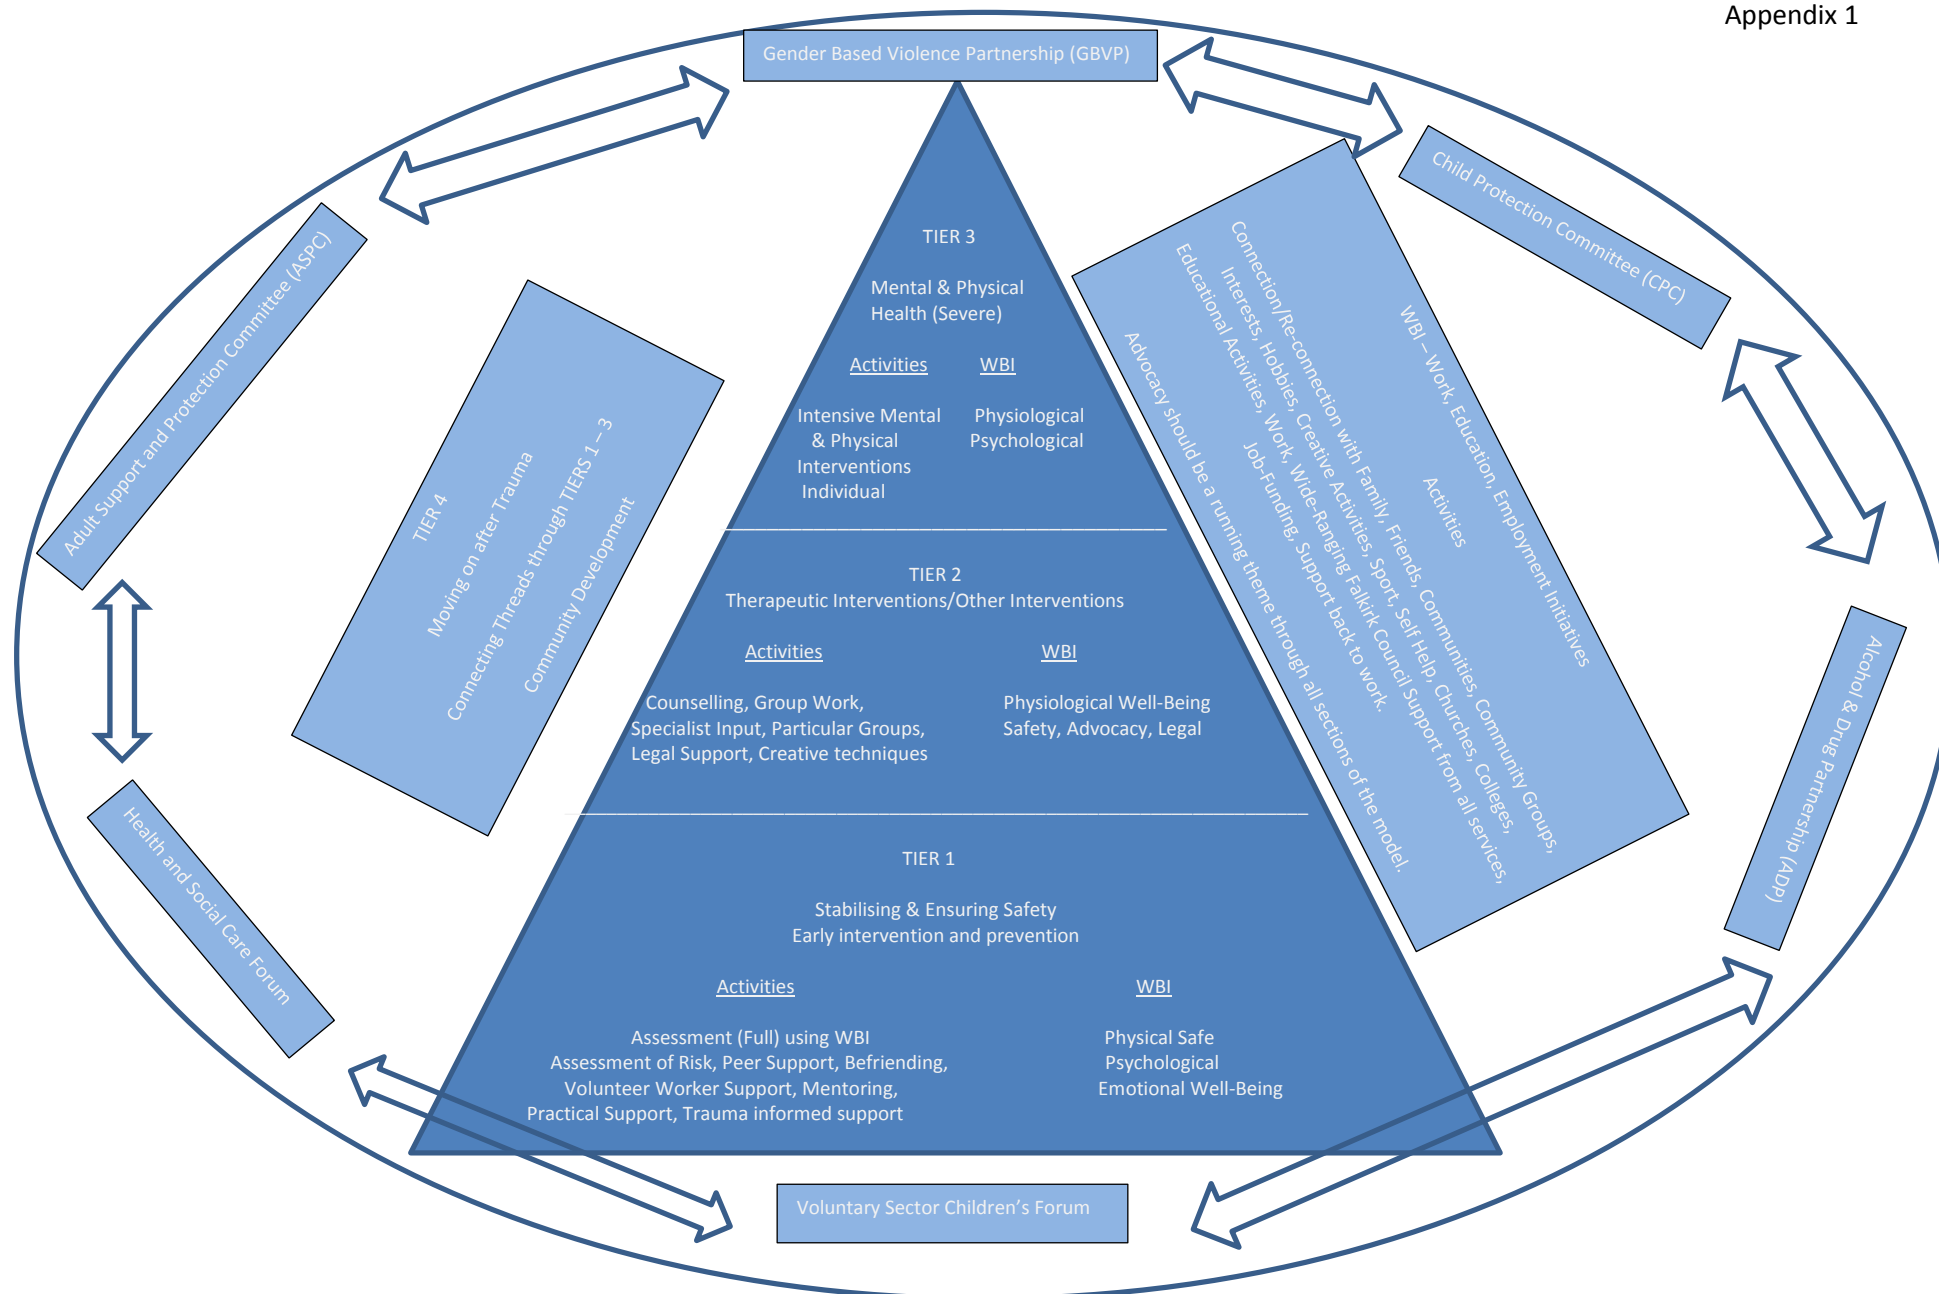 Appendix 1
Gender Based Violence Partnership (GBVP)
Child Protection Committee (CPC)
Adult Support and Protection Committee (ASPC)
TIER 3
Mental & Physical
Health (Severe)
Activities WBI
Intensive Mental Physiological
& Physical Psychological
Interventions
Individual
TIER 2
Therapeutic Interventions/Other Interventions
Activities WBI
Counselling, Group Work, Physiological Well-Being
Specialist Input, Particular Groups, Safety, Advocacy, Legal
Legal Support, Creative techniques
TIER 1
Stabilising & Ensuring Safety
Early intervention and prevention
Activities WBI
Assessment (Full) using WBI Physical Safe
Assessment of Risk, Peer Support, Befriending, Psychological
Volunteer Worker Support, Mentoring, Emotional Well-Being
Practical Support, Trauma informed support
TIER 4
Moving on after Trauma
Connecting Threads through TIERS 1 – 3
Community Development
WBI – Work, Education, Employment Initiatives
Activities
Connection/Re-connection with Family, Friends, Communities, Community Groups,
Interests, Hobbies, Creative Activities, Sport, Self Help, Churches, Colleges,
Educational Activities, Work, Wide-Ranging Falkirk Council Support from all services,
Job-Funding, Support back to work.
Advocacy should be a running theme through all sections of the model.
Alcohol & Drug Partnership (ADP)
Health and Social Care Forum
Voluntary Sector Children’s Forum